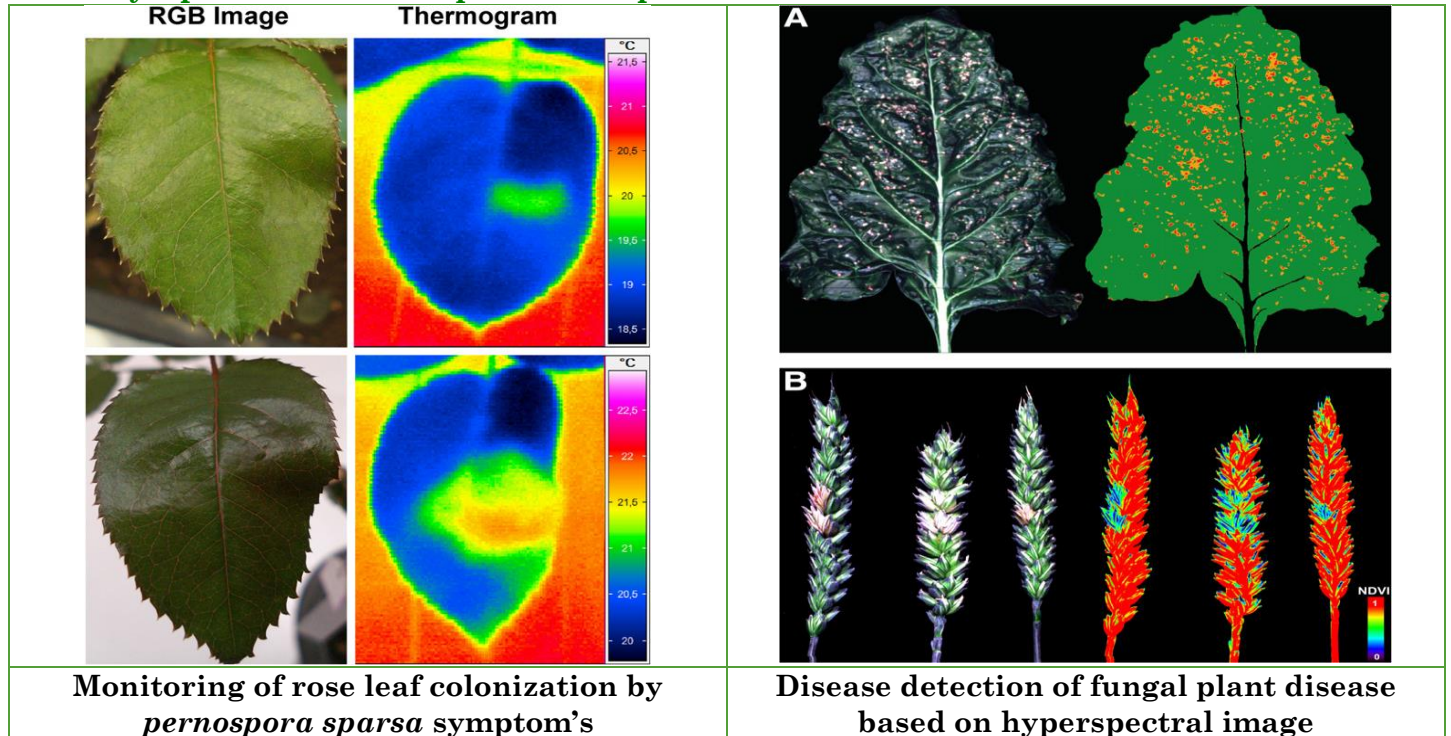 RGB Image Thermogram
°C
21,5
21
20,5
20
19,5
19
18,5
°C
22,5
22
21,5
21
20,5
20
A
B
NDVI
1
0
Monitoring of rose leaf colonization by
pernospora sparsa symptom's
Disease detection of fungal plant disease
based on hyperspectral image